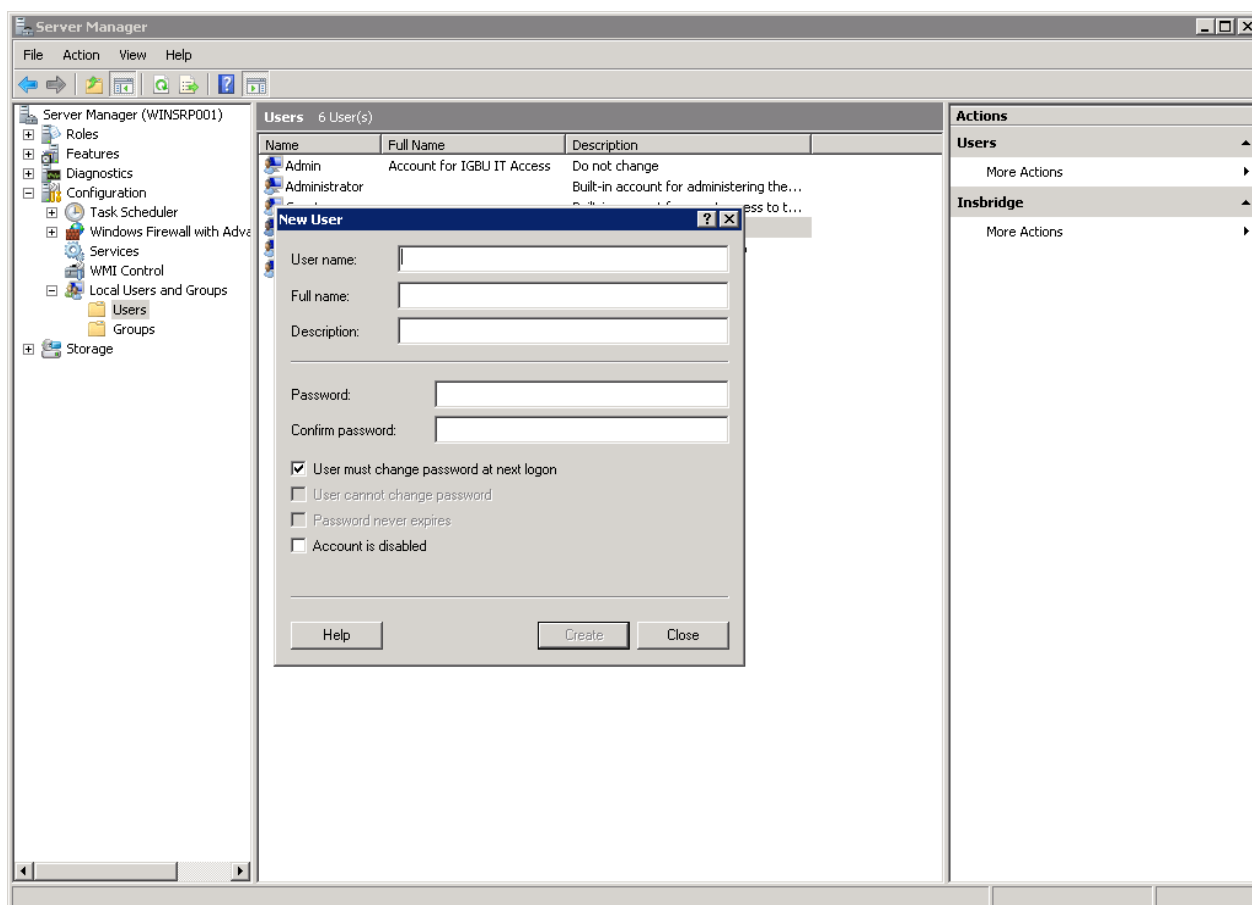 Server Manager
File Action View Help
Server Manager (WINSRP001)
Roles
Features
Diagnostics
Configuration
Task Scheduler
Windows Firewall with Adva
Services
WMI Control
Local Users and Groups
Users
Groups
Storage
Users 6 User(s)
Name Full Name Description
Admin Account for IGBU IT Access Do not change
Administrator Built-in account for administering the...
New User
User name:
Full name:
Description:
Password:
Confirm password:
User must change password at next logon
User cannot change password
Password never expires
Account is disabled
Help Create Close
Actions
Users
More Actions
Insbridge
More Actions